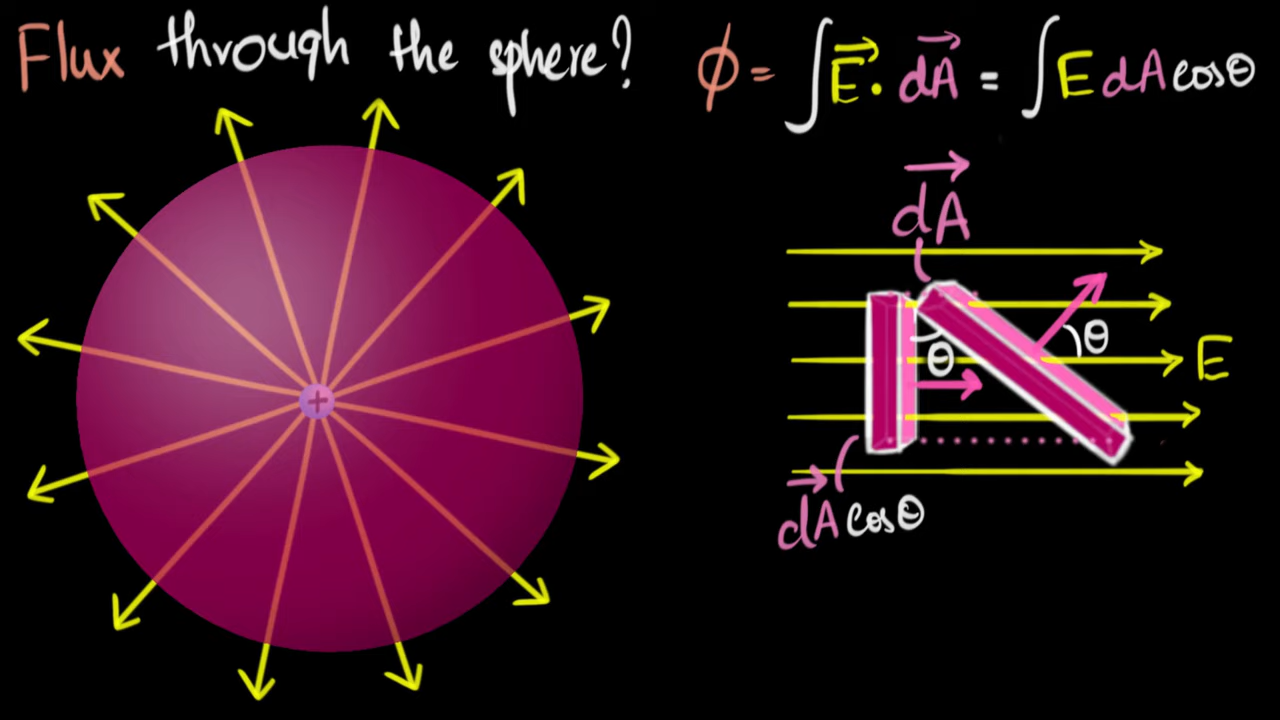 Flux through the sphere?
ϕ = ∫E⃗ · dA⃗ = ∫E dA cosθ
dA⃗
θ
θ
E
+
dA⃗ cosθ